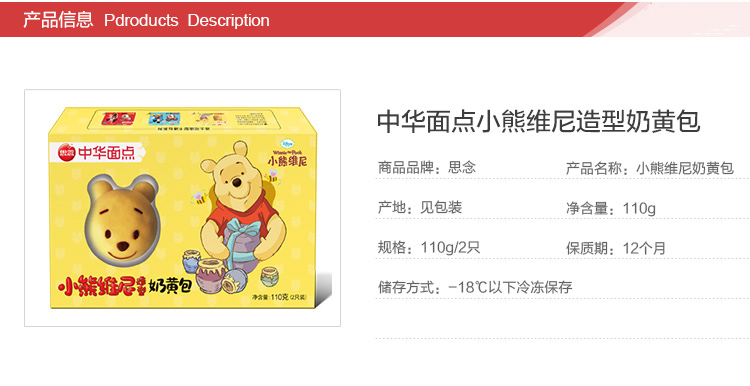 产品信息 Pdroducts Description
中华面点小熊维尼造型奶黄包
商品品牌：思念
产品名称：小熊维尼奶黄包
产地：见包装
净含量：110g
规格：110g/2只
保质期：12个月
储存方式：-18℃以下冷冻保存
思念 中华面点
Disney
Winnie the Pooh
小熊维尼
小熊维尼造型奶黄包
净含量：110克(2只装)